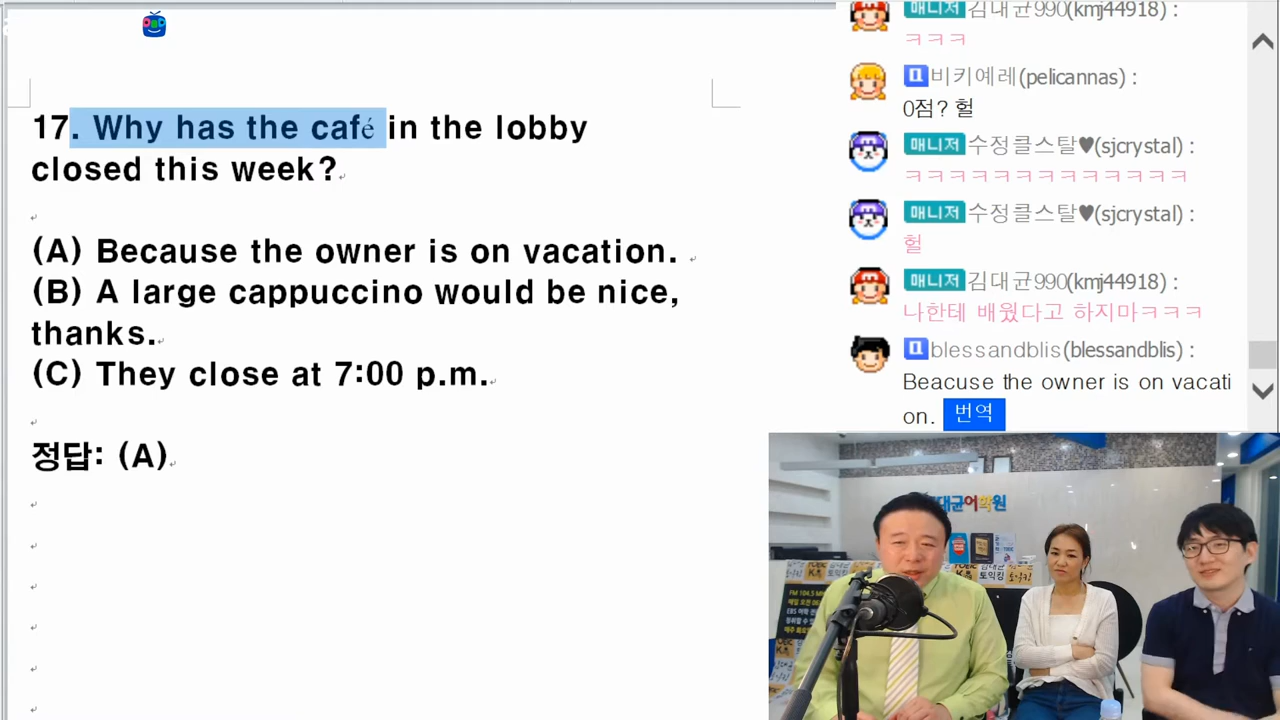 17. Why has the café in the lobby
closed this week?
(A) Because the owner is on vacation.
(B) A large cappuccino would be nice,
thanks.
(C) They close at 7:00 p.m.
정답: (A)
매니저 김대균990(kmj44918) :
ㅋㅋㅋ
비키예레(pelicannas) :
0점? 헐
매니저 수정클스탈♥(sjcrystal) :
ㅋㅋㅋㅋㅋㅋㅋㅋㅋㅋㅋㅋㅋ
매니저 수정클스탈♥(sjcrystal) :
헐
매니저 김대균990(kmj44918) :
나한테 배웠다고 하지마ㅋㅋㅋ
blessandblis(blessandblis) :
Beacuse the owner is on vacati
on. 번역
대균어학원
FM 104.5 M